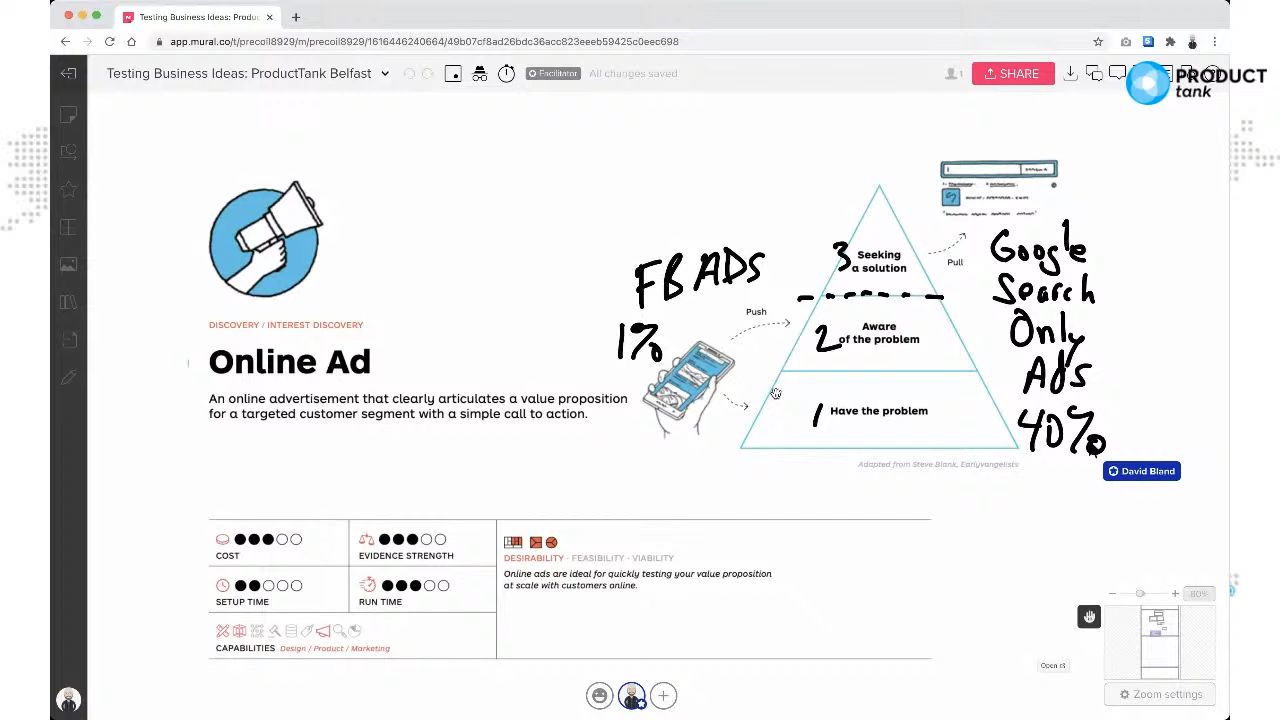 Testing Business Ideas: Produc
app.mural.co/t/precoil8929/m/precoil8929/1616446240664/49b07cf8ad26bdc36acc823eeeb59425c0eec698
Testing Business Ideas: ProductTank Belfast
Facilitator
All changes saved
1
SHARE
PRODUCT
tank
FB ADS
1%
Push
3
Seeking
a solution
Pull
2
Aware
of the problem
1
Have the problem
Google
Search
Only
Ads
40%
Adapted from Steve Blank, Earlyvangelists
David Bland
DISCOVERY / INTEREST DISCOVERY
Online Ad
An online advertisement that clearly articulates a value proposition
for a targeted customer segment with a simple call to action.
COST
EVIDENCE STRENGTH
SETUP TIME
RUN TIME
CAPABILITIES Design / Product / Marketing
DESIRABILITY · FEASIBILITY · VIABILITY
Online ads are ideal for quickly testing your value proposition
at scale with customers online.
80%
Zoom settings